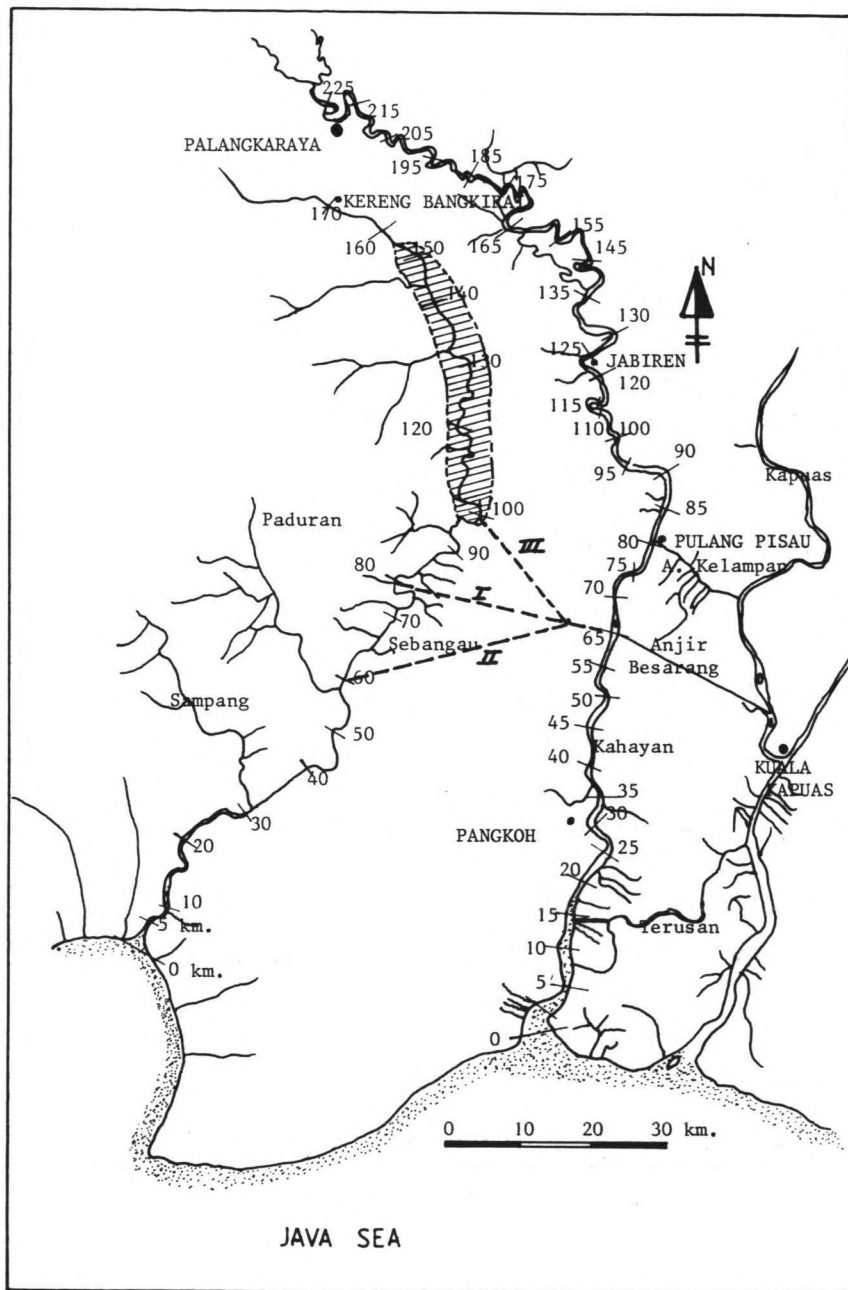 225
215
PALANGKARAYA
205
195
185
175
KERENG BANGKIRAI
170
165
155
160
150
145
N
140
135
130
125
JABIREN
130
120
115
110
100
120
95
90
Kapuas
85
100
Paduran
III
90
80
PULANG PISAU
A. Kelampan
80
75
I
70
70
Sebangau
65
Anjir
Besarang
II
60
55
Sampang
50
50
45
Kahayan
KUALA
KAPUAS
40
40
35
30
30
PANGKOH
25
20
20
10
15
Terusan
5 km.
10
0 km.
5
0
0 10 20 30 km.
JAVA SEA